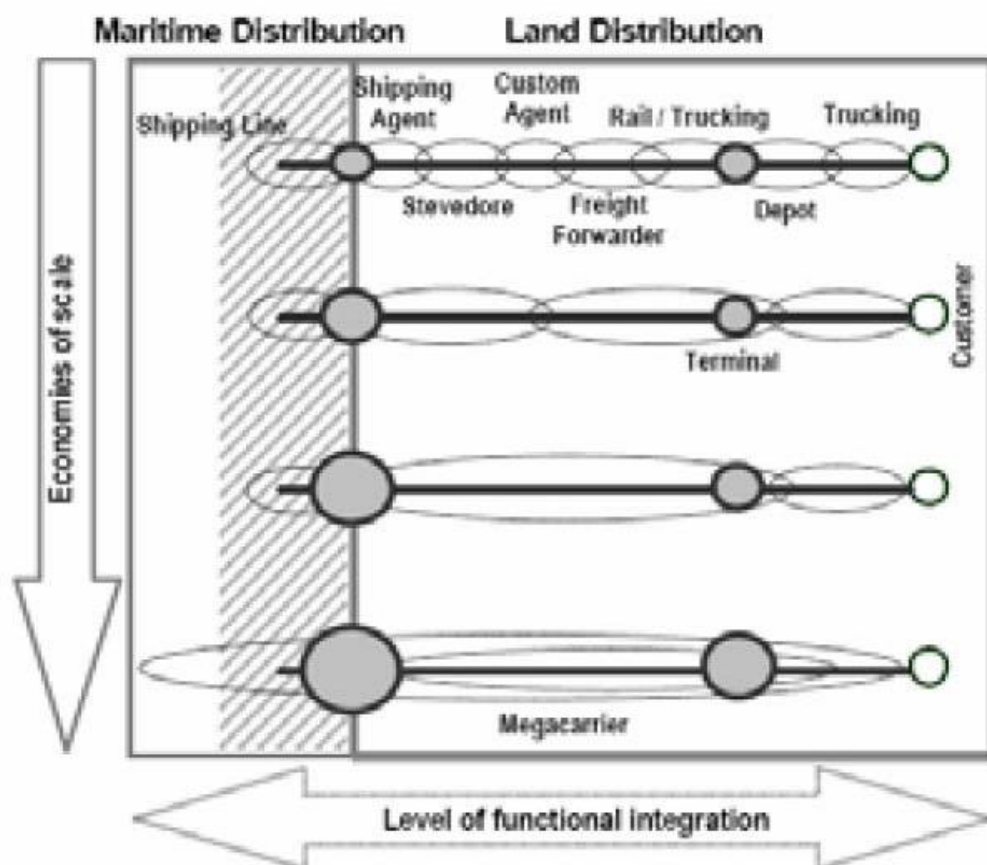 Maritime Distribution
Land Distribution
Shipping Line
Shipping
Agent
Custom
Agent
Rail / Trucking
Trucking
Stevedore
Freight
Forwarder
Depot
Customer
Terminal
Economies of scale
Megacarrier
Level of functional integration